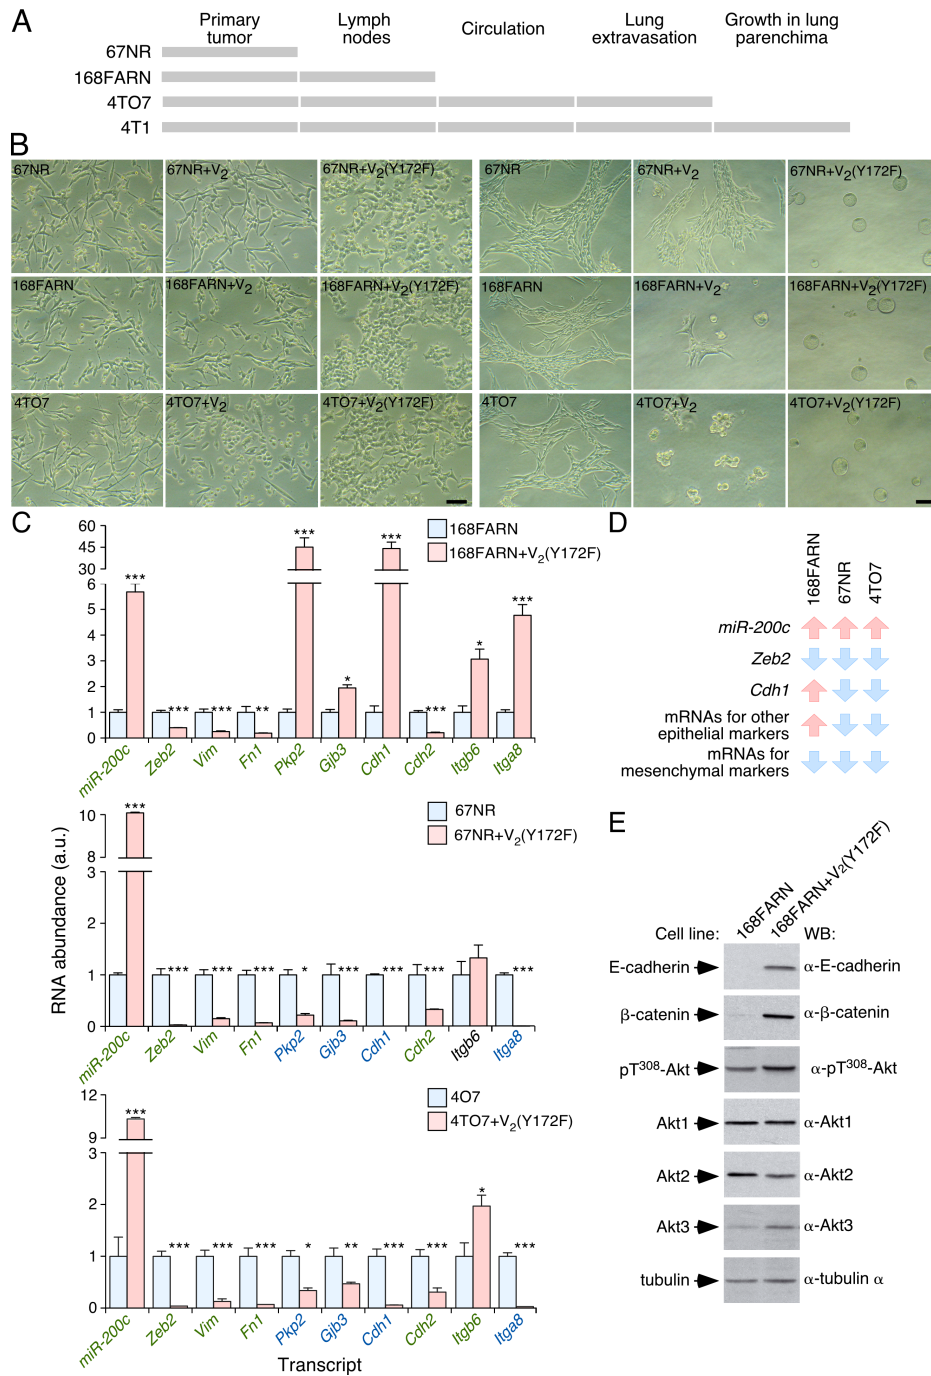 A
Primary tumor
Lymph nodes
Circulation
Lung extravasation
Growth in lung parenchima
67NR
168FARN
4TO7
4T1
B
67NR
67NR+V2
67NR+V2(Y172F)
67NR
67NR+V2
67NR+V2(Y172F)
168FARN
168FARN+V2
168FARN+V2(Y172F)
168FARN
168FARN+V2
168FARN+V2(Y172F)
4TO7
4TO7+V2
4TO7+V2(Y172F)
4TO7
4TO7+V2
4TO7+V2(Y172F)
C
168FARN
168FARN+V2(Y172F)
60
45
30
6
5
4
3
2
1
0
***
***
***
**
***
*
***
***
*
***
miR-200c
Zeb2
Vim
Fn1
Pkp2
Gjb3
Cdh1
Cdh2
Itgb6
Itga8
67NR
67NR+V2(Y172F)
RNA abundance (a.u.)
10
8
3
2
1
0
***
***
***
***
*
***
***
***
***
miR-200c
Zeb2
Vim
Fn1
Pkp2
Gjb3
Cdh1
Cdh2
Itgb6
Itga8
4O7
4TO7+V2(Y172F)
12
9
3
2
1
0
***
***
***
***
*
**
***
***
*
***
miR-200c
Zeb2
Vim
Fn1
Pkp2
Gjb3
Cdh1
Cdh2
Itgb6
Itga8
Transcript
D
168FARN
67NR
4TO7
miR-200c
Zeb2
Cdh1
mRNAs for other epithelial markers
mRNAs for mesenchymal markers
E
168FARN
168FARN+V2(Y172F)
Cell line:
WB:
E-cadherin
α-E-cadherin
β-catenin
α-β-catenin
pT308-Akt
α-pT308-Akt
Akt1
α-Akt1
Akt2
α-Akt2
Akt3
α-Akt3
tubulin
α-tubulin α